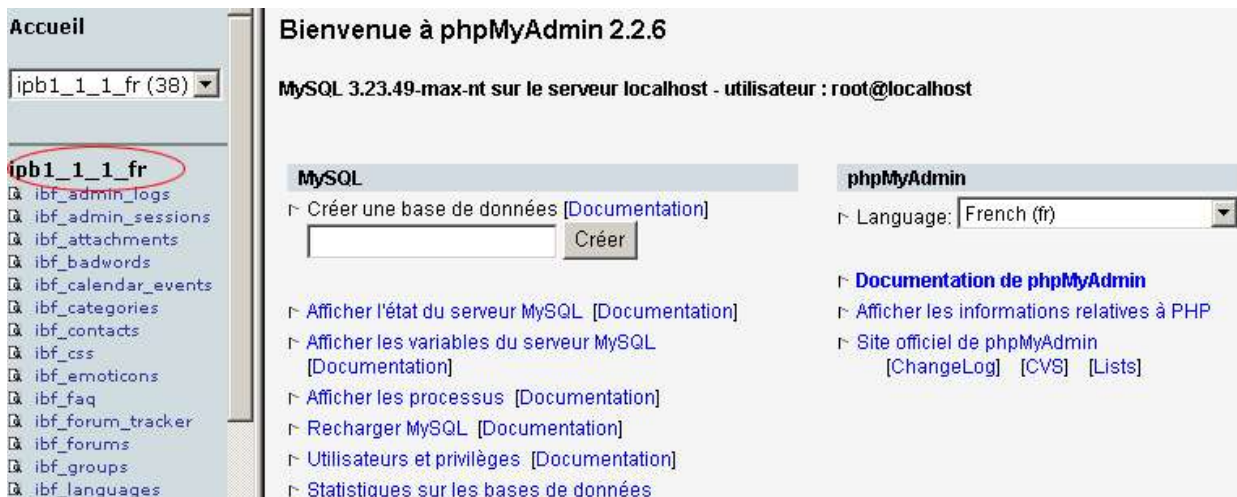 Accueil
ipb1_1_1_fr (38)
ipb1_1_1_fr
ibf_admin_logs
ibf_admin_sessions
ibf_attachments
ibf_badwords
ibf_calendar_events
ibf_categories
ibf_contacts
ibf_css
ibf_emoticons
ibf_faq
ibf_forum_tracker
ibf_forums
ibf_groups
ibf_languages
Bienvenue à phpMyAdmin 2.2.6
MySQL 3.23.49-max-nt sur le serveur localhost - utilisateur : root@localhost
MySQL
Créer une base de données [Documentation]
Créer
Afficher l'état du serveur MySQL [Documentation]
Afficher les variables du serveur MySQL
[Documentation]
Afficher les processus [Documentation]
Recharger MySQL [Documentation]
Utilisateurs et privilèges [Documentation]
Statistiques sur les bases de données
phpMyAdmin
Language: French (fr)
Documentation de phpMyAdmin
Afficher les informations relatives à PHP
Site officiel de phpMyAdmin
[ChangeLog] [CVS] [Lists]